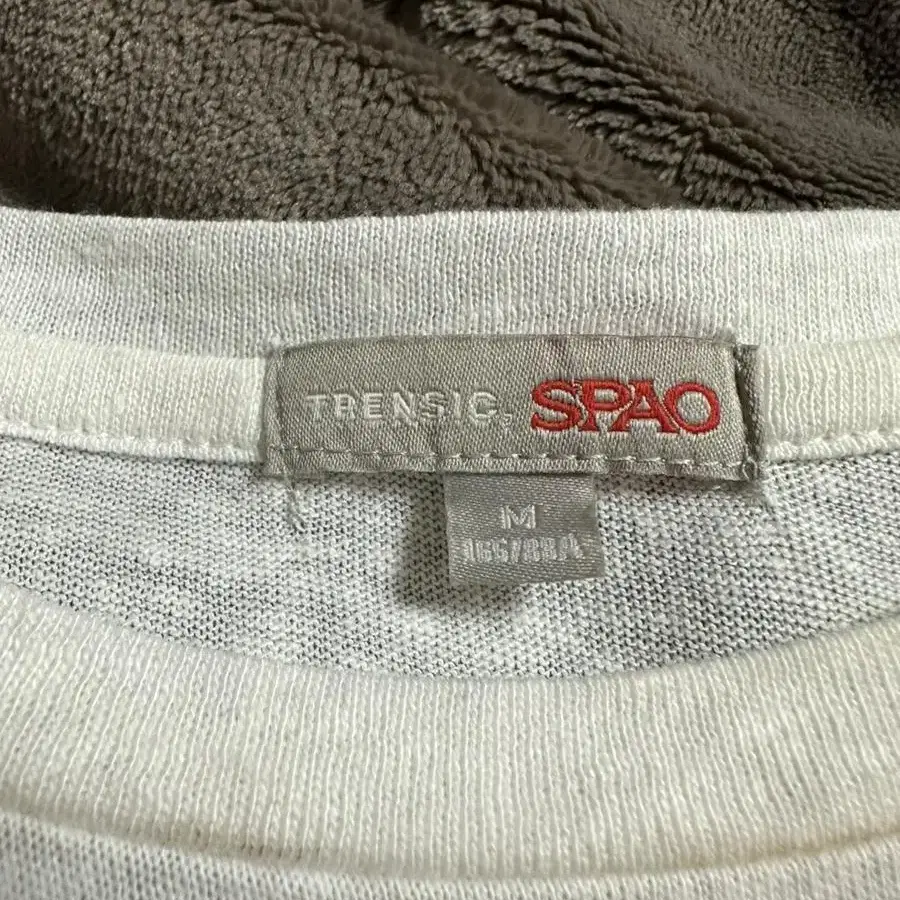 TRENSIC. SPAO
M
165/88A